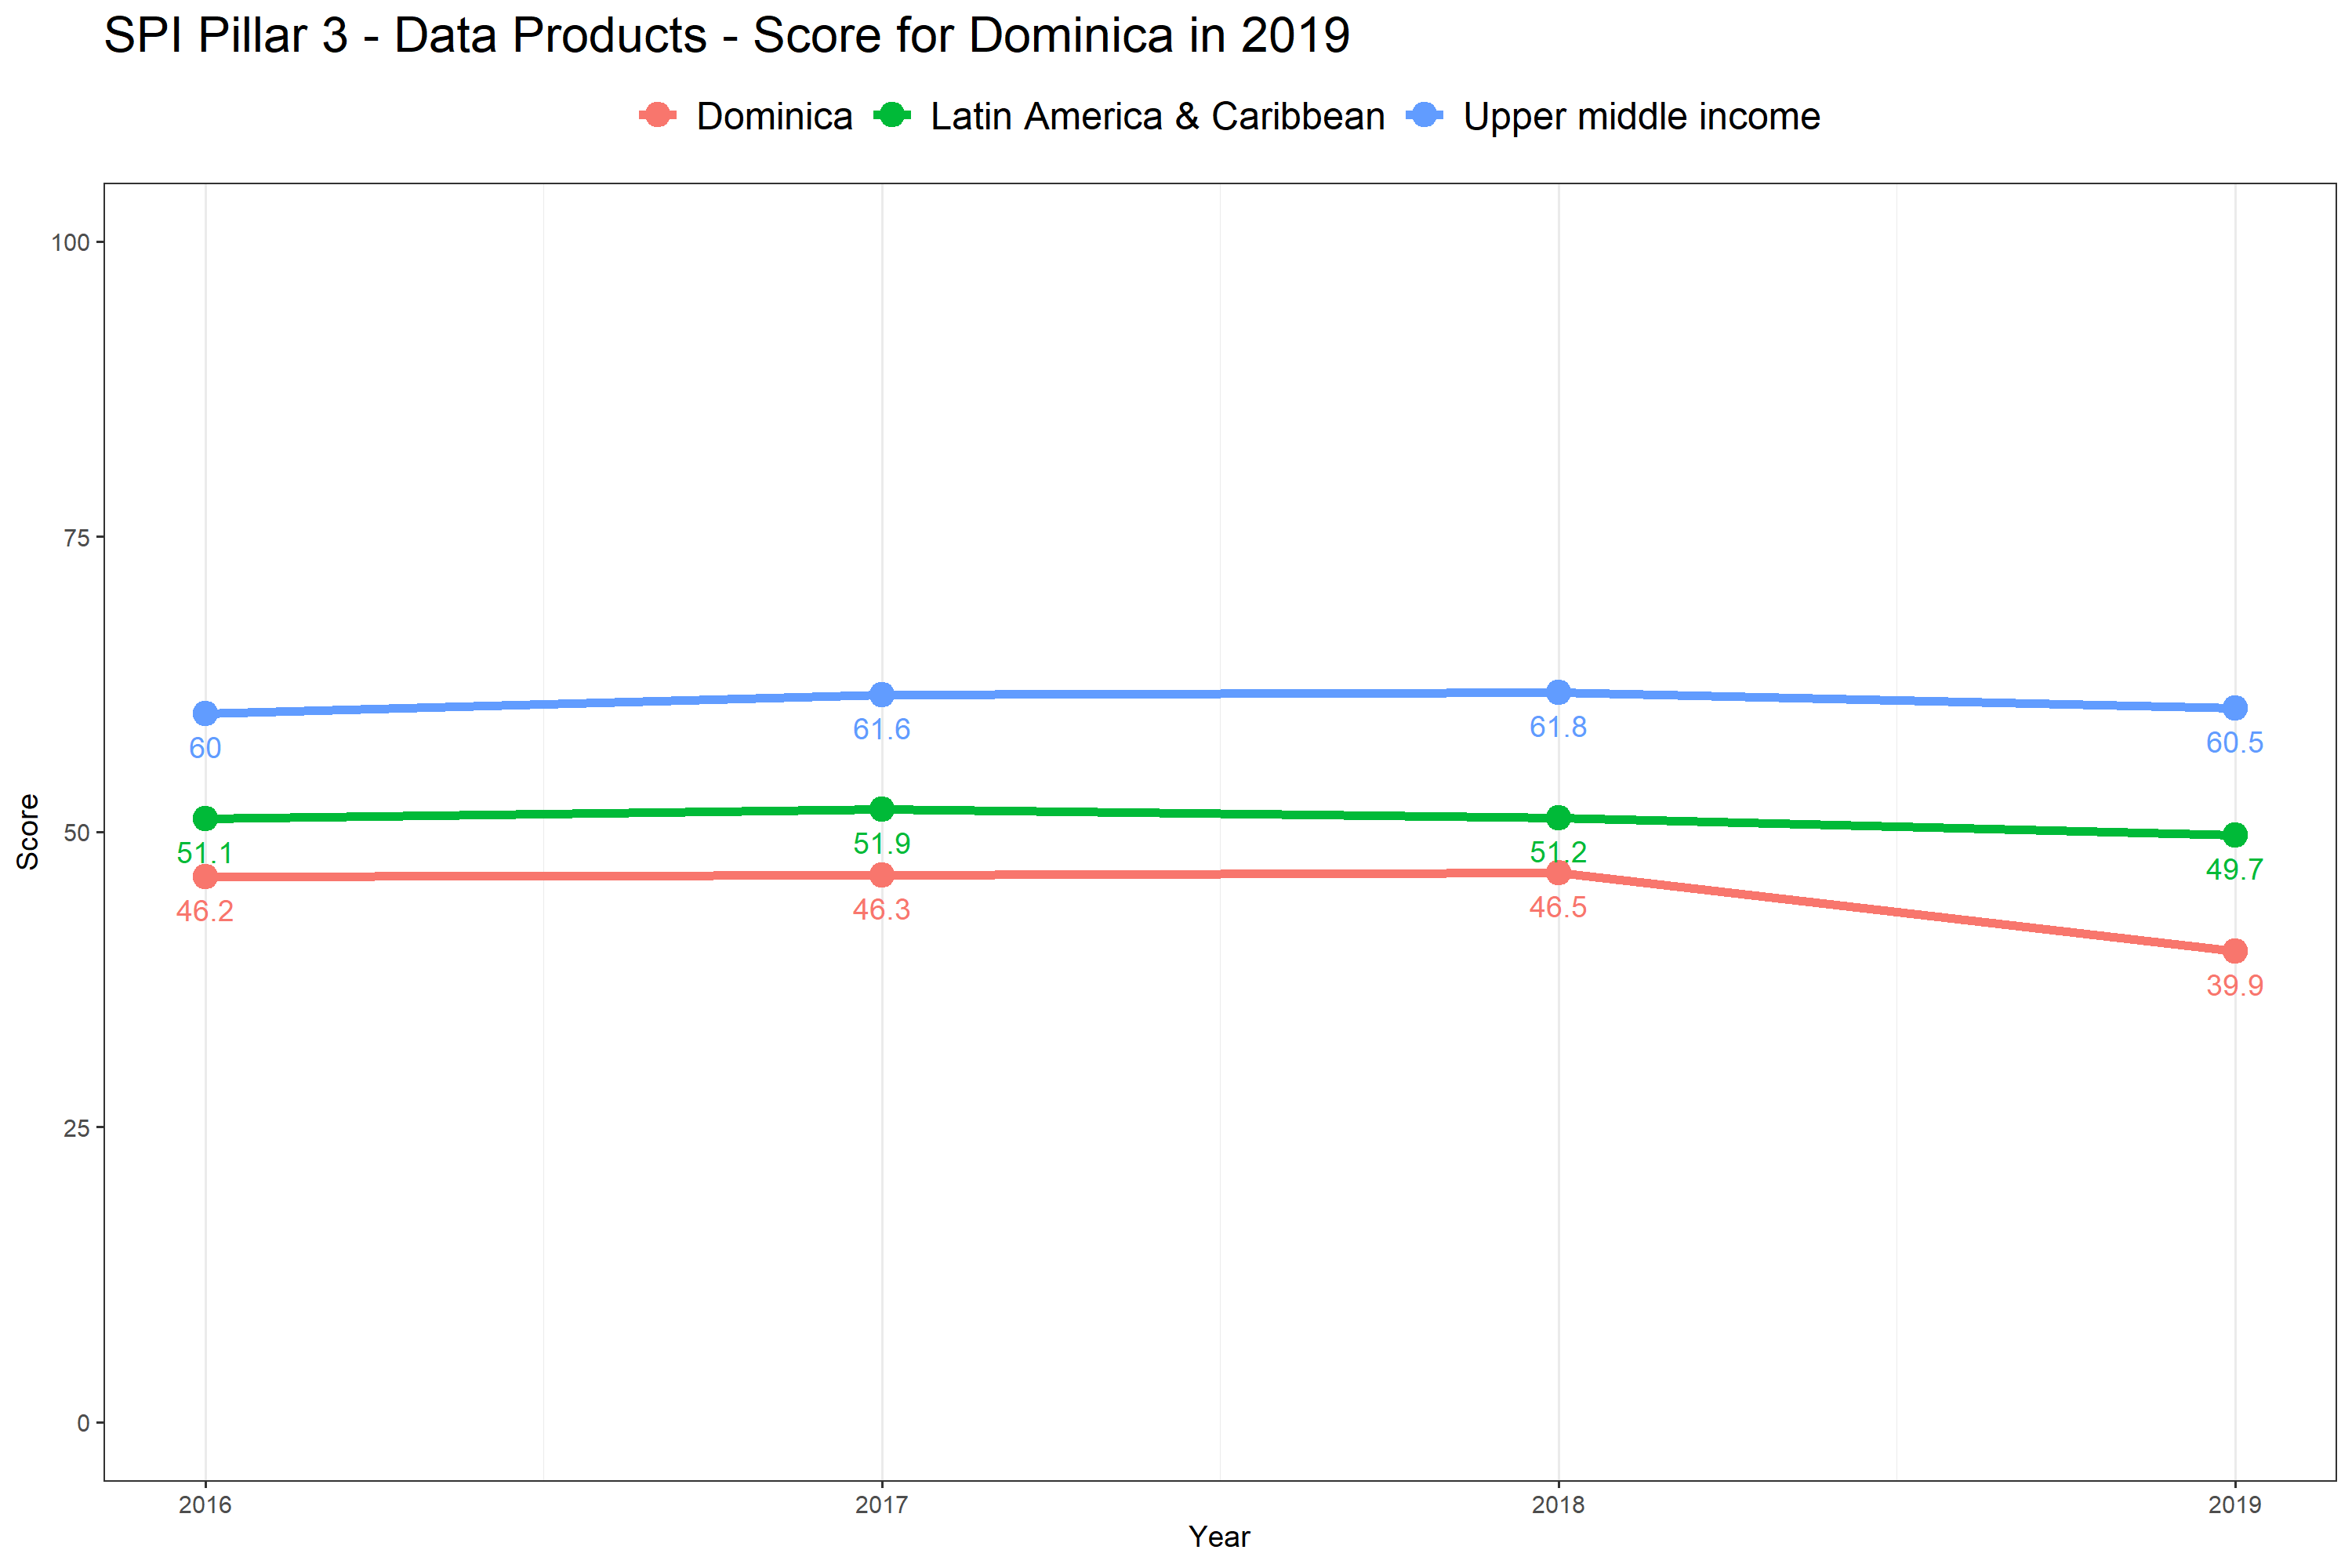 SPI Pillar 3 - Data Products - Score for Dominica in 2019
Dominica Latin America & Caribbean Upper middle income
100
75
50
25
0
Score
60 61.6 61.8 60.5
51.1 51.9 51.2 49.7
46.2 46.3 46.5 39.9
2016 2017 2018 2019
Year